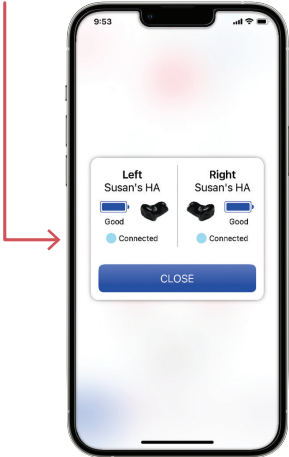 9:53
Left Right
Susan's HA Susan's HA
Good Good
Connected Connected
CLOSE